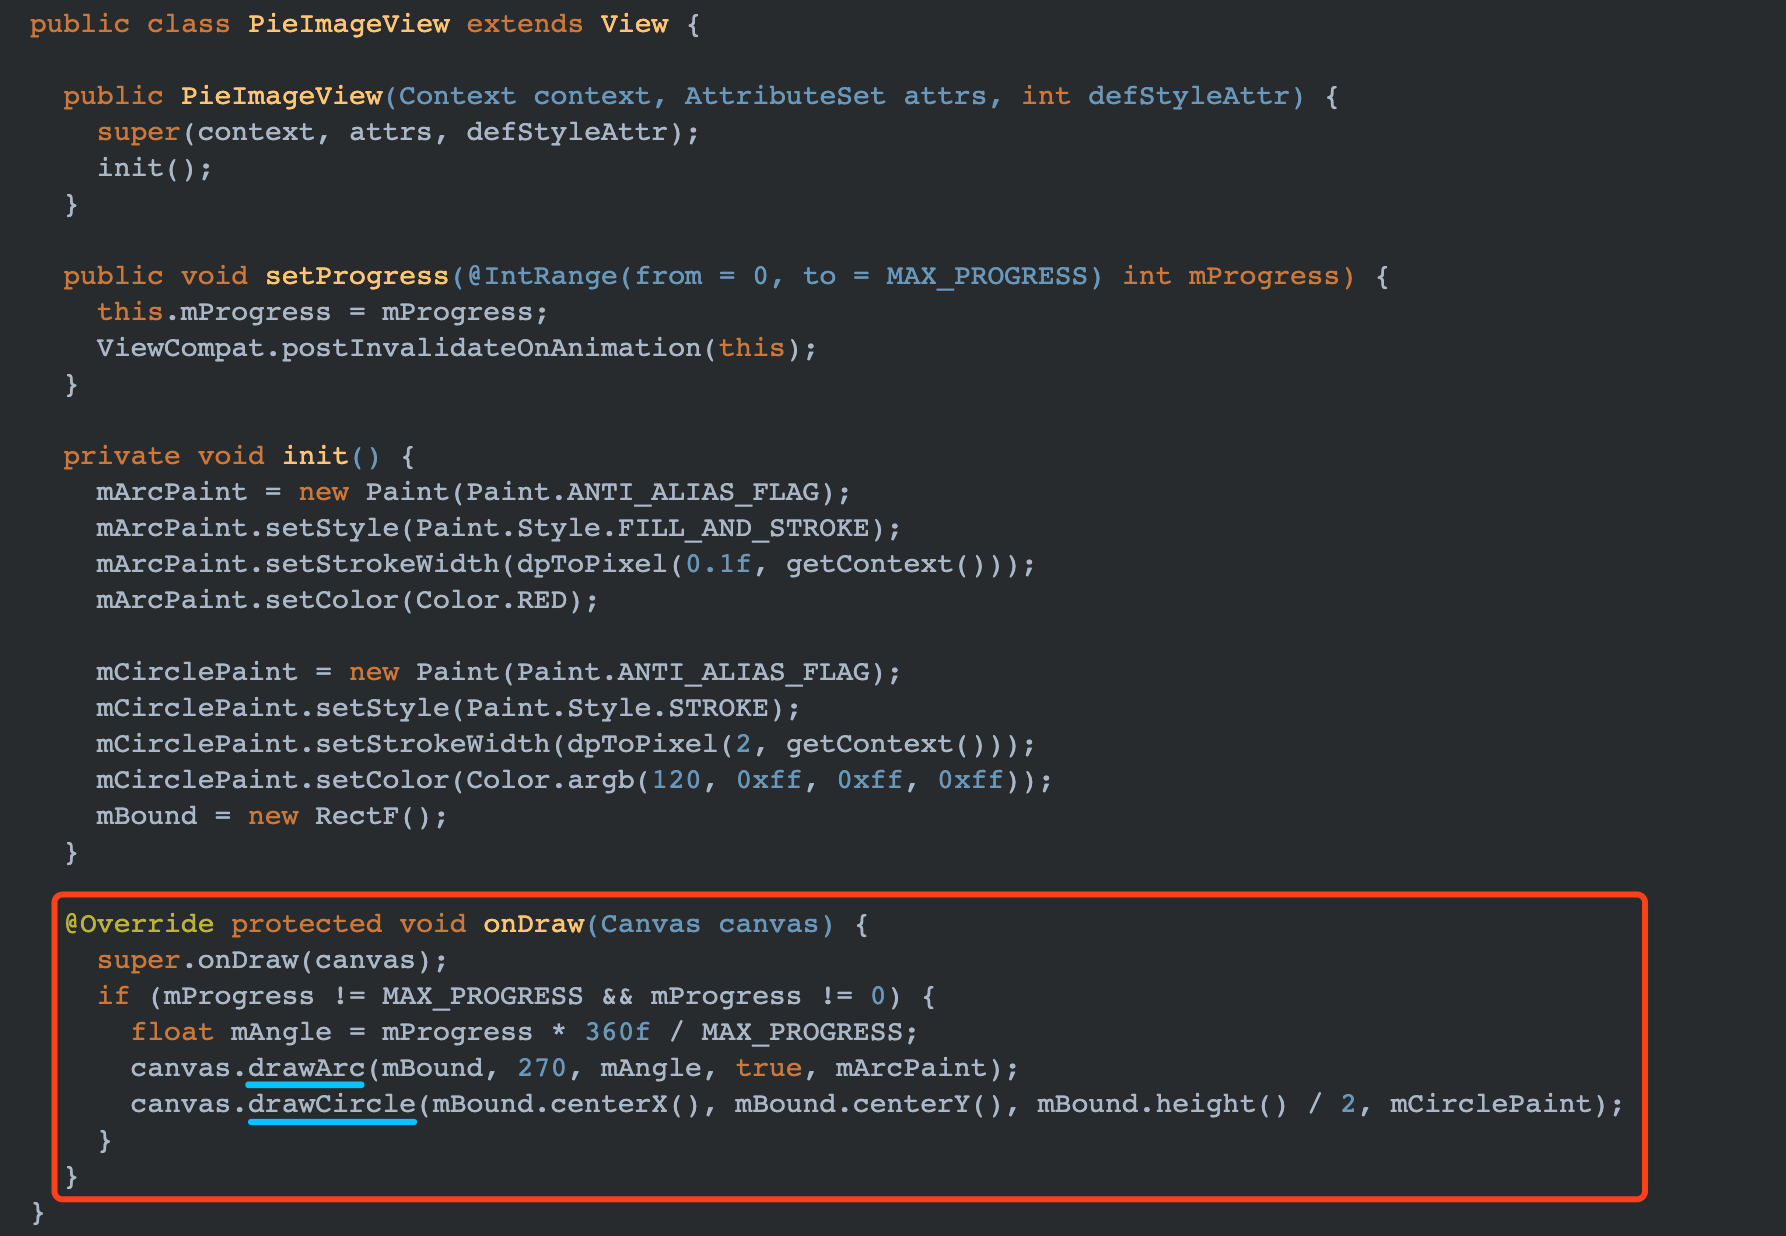 public class PieImageView extends View {
public PieImageView(Context context, AttributeSet attrs, int defStyleAttr) {
super(context, attrs, defStyleAttr);
init();
}
public void setProgress(@IntRange(from = 0, to = MAX_PROGRESS) int mProgress) {
this.mProgress = mProgress;
ViewCompat.postInvalidateOnAnimation(this);
}
private void init() {
mArcPaint = new Paint(Paint.ANTI_ALIAS_FLAG);
mArcPaint.setStyle(Paint.Style.FILL_AND_STROKE);
mArcPaint.setStrokeWidth(dpToPixel(0.1f, getContext()));
mArcPaint.setColor(Color.RED);
mCirclePaint = new Paint(Paint.ANTI_ALIAS_FLAG);
mCirclePaint.setStyle(Paint.Style.STROKE);
mCirclePaint.setStrokeWidth(dpToPixel(2, getContext()));
mCirclePaint.setColor(Color.argb(120, 0xff, 0xff, 0xff));
mBound = new RectF();
}
@Override protected void onDraw(Canvas canvas) {
super.onDraw(canvas);
if (mProgress != MAX_PROGRESS && mProgress != 0) {
float mAngle = mProgress * 360f / MAX_PROGRESS;
canvas.drawArc(mBound, 270, mAngle, true, mArcPaint);
canvas.drawCircle(mBound.centerX(), mBound.centerY(), mBound.height() / 2, mCirclePaint);
}
}
}